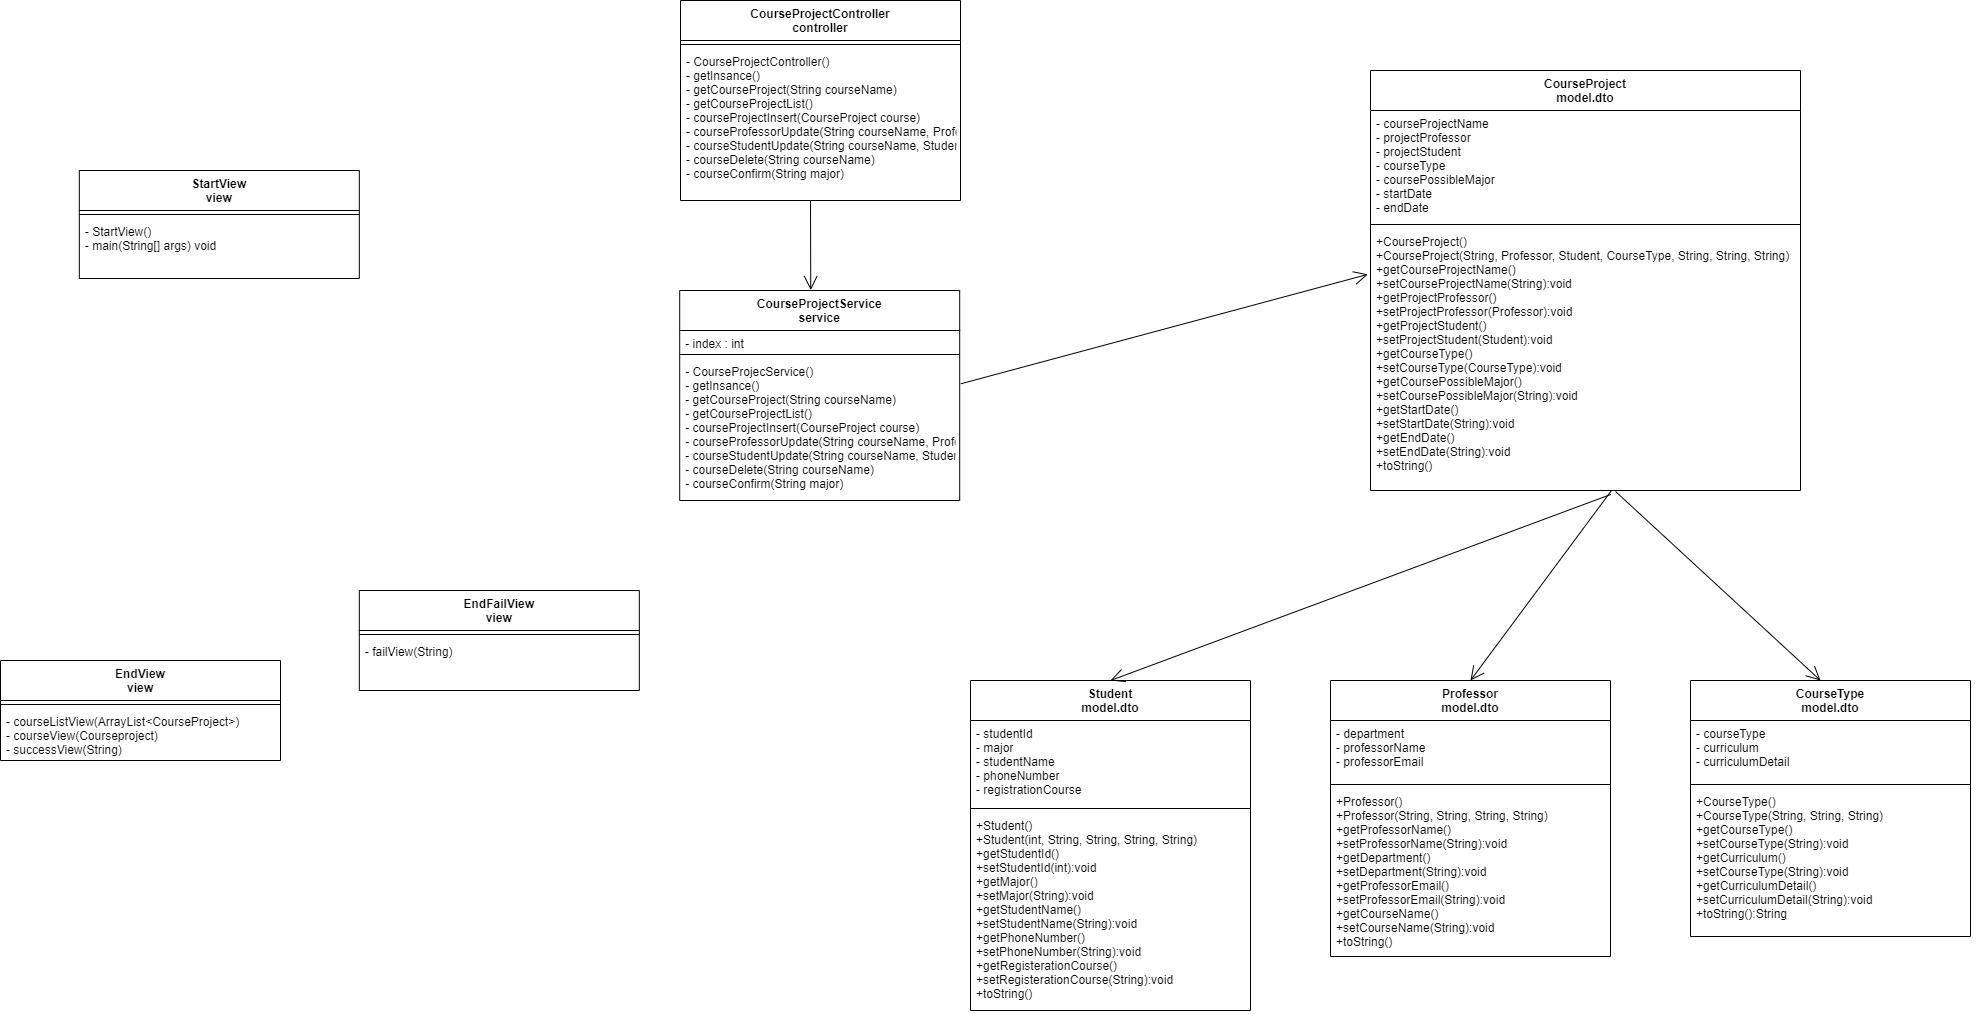 CourseProjectController
controller
- CourseProjectController()
- getInsance()
- getCourseProject(String courseName)
- getCourseProjectList()
- courseProjectInsert(CourseProject course)
- courseProfessorUpdate(String courseName, Prof
- courseStudentUpdate(String courseName, Studen
- courseDelete(String courseName)
- courseConfirm(String major)
CourseProject
model.dto
- courseProjectName
- projectProfessor
- projectStudent
- courseType
- coursePossibleMajor
- startDate
- endDate
+CourseProject()
+CourseProject(String, Professor, Student, CourseType, String, String, String)
+getCourseProjectName()
+setCourseProjectName(String):void
+getProjectProfessor()
+setProjectProfessor(Professor):void
+getProjectStudent()
+setProjectStudent(Student):void
+getCourseType()
+setCourseType(CourseType):void
+getCoursePossibleMajor()
+setCoursePossibleMajor(String):void
+getStartDate()
+setStartDate(String):void
+getEndDate()
+setEndDate(String):void
+toString()
StartView
view
- StartView()
- main(String[] args) void
CourseProjectService
service
- index : int
- CourseProjecService()
- getInsance()
- getCourseProject(String courseName)
- getCourseProjectList()
- courseProjectInsert(CourseProject course)
- courseProfessorUpdate(String courseName, Prof
- courseStudentUpdate(String courseName, Studen
- courseDelete(String courseName)
- courseConfirm(String major)
EndFailView
view
- failView(String)
EndView
view
- courseListView(ArrayList<CourseProject>)
- courseView(Courseproject)
- successView(String)
Student
model.dto
- studentId
- major
- studentName
- phoneNumber
- registrationCourse
+Student()
+Student(int, String, String, String, String)
+getStudentId()
+setStudentId(int):void
+getMajor()
+setMajor(String):void
+getStudentName()
+setStudentName(String):void
+getPhoneNumber()
+setPhoneNumber(String):void
+getRegisterationCourse()
+setRegisterationCourse(String):void
+toString()
Professor
model.dto
- department
- professorName
- professorEmail
+Professor()
+Professor(String, String, String, String)
+getProfessorName()
+setProfessorName(String):void
+getDepartment()
+setDepartment(String):void
+getProfessorEmail()
+setProfessorEmail(String):void
+getCourseName()
+setCourseName(String):void
+toString()
CourseType
model.dto
- courseType
- curriculum
- curriculumDetail
+CourseType()
+CourseType(String, String, String)
+getCourseType()
+setCourseType(String):void
+getCurriculum()
+setCourseType(String):void
+getCurriculumDetail()
+setCurriculumDetail(String):void
+toString():String